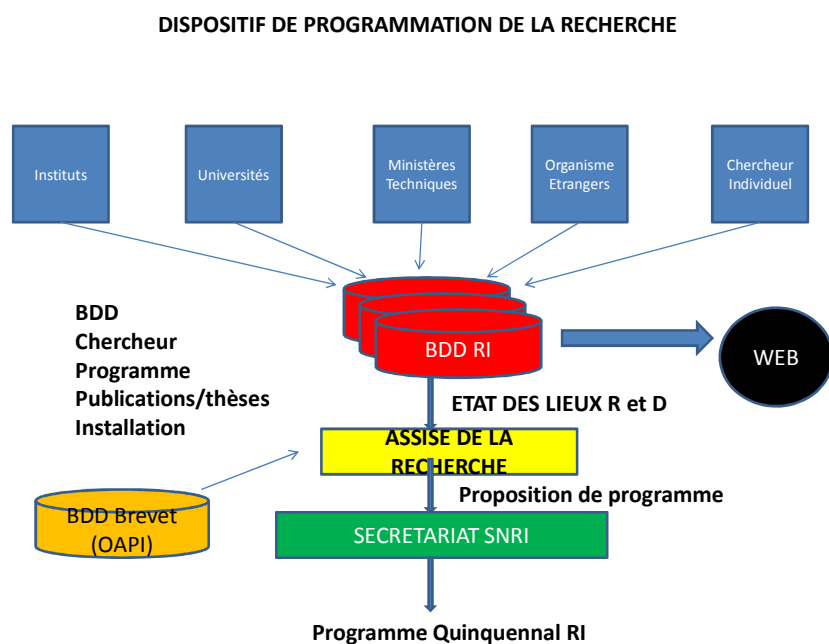 DISPOSITIF DE PROGRAMMATION DE LA RECHERCHE
Instituts
Universités
Ministères
Techniques
Organisme
Etrangers
Chercheur
Individuel
BDD
Chercheur
Programme
Publications/thèses
Installation
BDD RI
WEB
ETAT DES LIEUX R et D
ASSISE DE LA
RECHERCHE
Proposition de programme
BDD Brevet
(OAPI)
SECRETARIAT SNRI
Programme Quinquennal RI